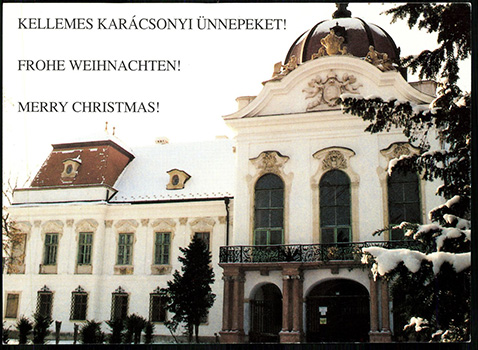 KELLEMES KARÁCSONYI ÜNNEPEKET!
FROHE WEIHNACHTEN!
MERRY CHRISTMAS!